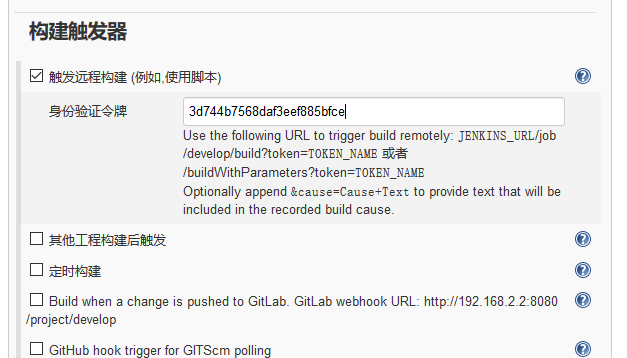 构建触发器
触发远程构建 (例如,使用脚本)
身份验证令牌
3d744b7568daf3eef885bfce
Use the following URL to trigger build remotely: JENKINS_URL/job
/develop/build?token=TOKEN_NAME 或者
/buildWithParameters?token=TOKEN_NAME
Optionally append &cause=Cause+Text to provide text that will be
included in the recorded build cause.
其他工程构建后触发
定时构建
Build when a change is pushed to GitLab. GitLab webhook URL: http://192.168.2.2:8080
/project/develop
GitHub hook trigger for GITScm polling